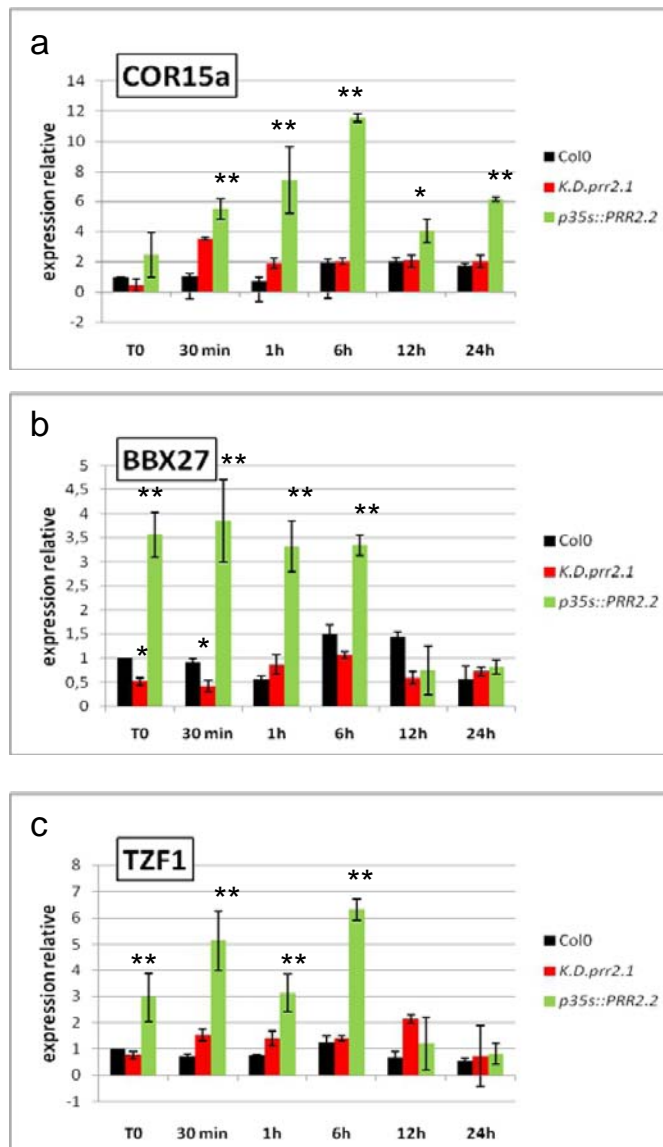 a
COR15a
**
**
**
*
**
14
12
10
8
6
4
2
0
-2
expression relative
T0 30 min 1h 6h 12h 24h
Col0
K.D.prr2.1
p35s::PRR2.2
b
BBX27
**
**
**
**
*
*
5
4,5
4
3,5
3
2,5
2
1,5
1
0,5
0
expression relative
T0 30 min 1h 6h 12h 24h
Col0
K.D.prr2.1
p35s::PRR2.2
c
TZF1
**
**
**
**
8
7
6
5
4
3
2
1
0
-1
expression relative
T0 30 min 1h 6h 12h 24h
Col0
K.D.prr2.1
p35s::PRR2.2